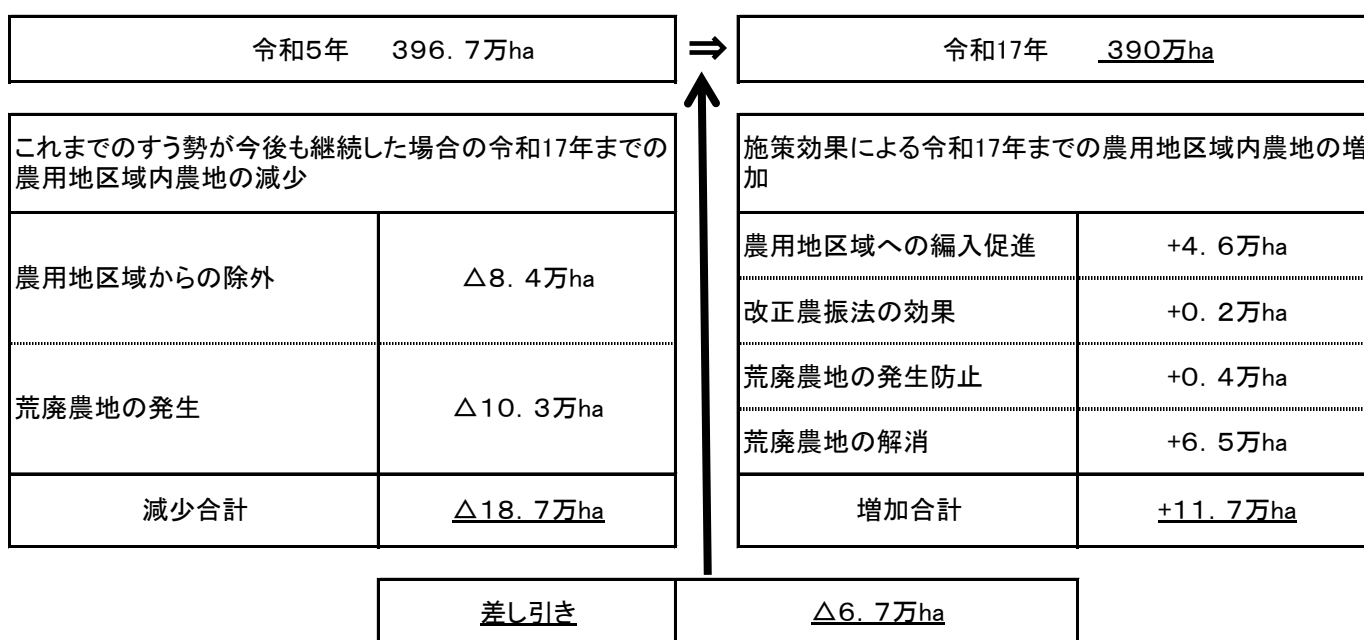 令和5年　396. 7万ha
⇒
令和17年　390万ha
これまでのすう勢が今後も継続した場合の令和17年までの
農用地区域内農地の減少
農用地区域からの除外　△8. 4万ha
荒廃農地の発生　△10. 3万ha
減少合計　△18. 7万ha
施策効果による令和17年までの農用地区域内農地の増
加
農用地区域への編入促進　+4. 6万ha
改正農振法の効果　+0. 2万ha
荒廃農地の発生防止　+0. 4万ha
荒廃農地の解消　+6. 5万ha
増加合計　+11. 7万ha
差し引き　△6. 7万ha